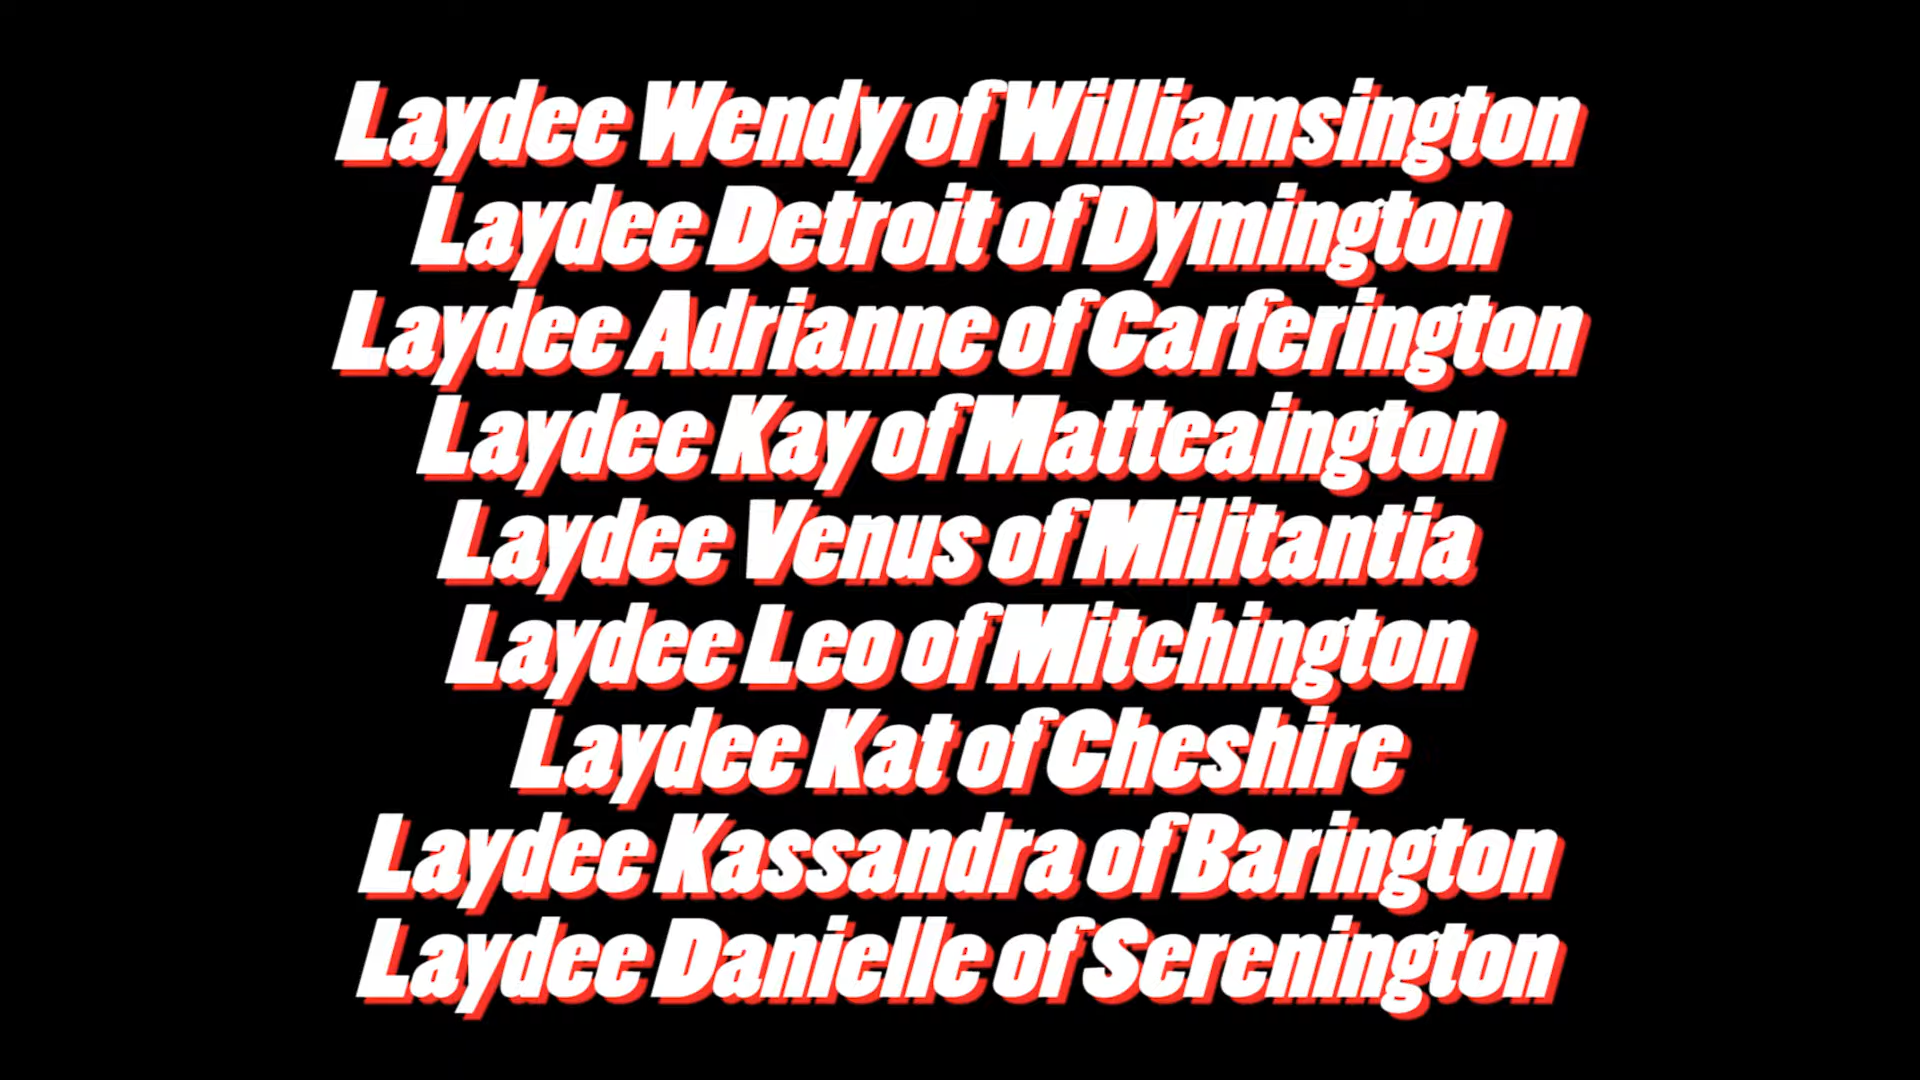 Laydee Wendy of Williamsington
Laydee Detroit of Dymington
Laydee Adrianne of Carferington
Laydee Kay of Matteaington
Laydee Venus of Militantia
Laydee Leo of Mitchington
Laydee Kat of Cheshire
Laydee Kassandra of Barington
Laydee Danielle of Serenington